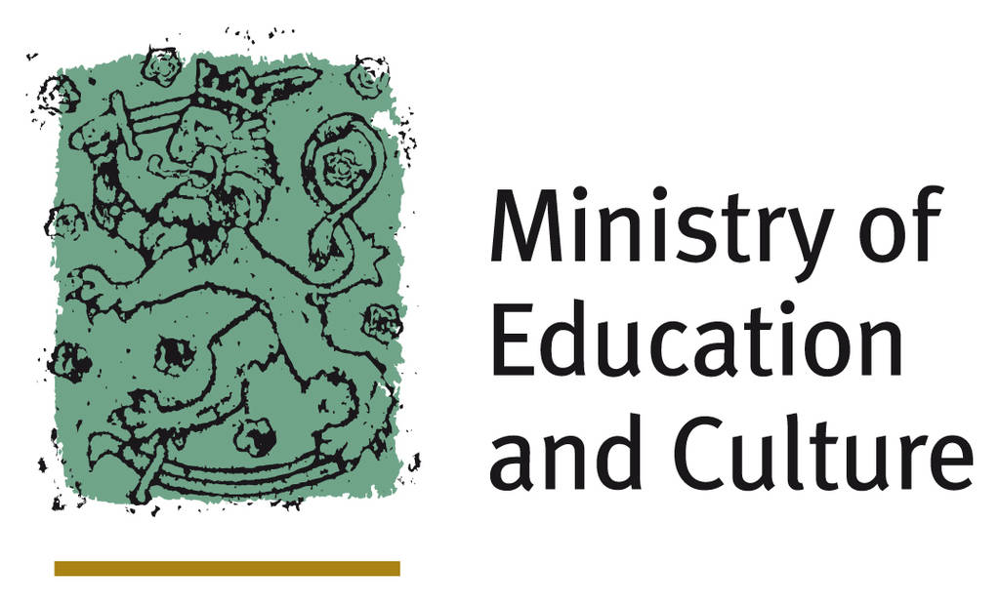 Ministry of
Education
and Culture